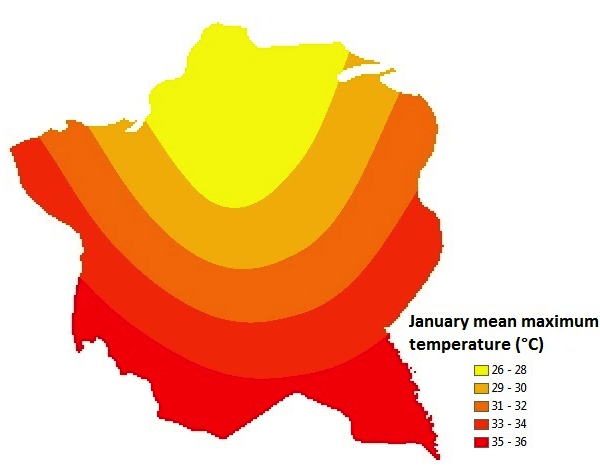 January mean maximum
temperature (°C)
26 - 28
29 - 30
31 - 32
33 - 34
35 - 36